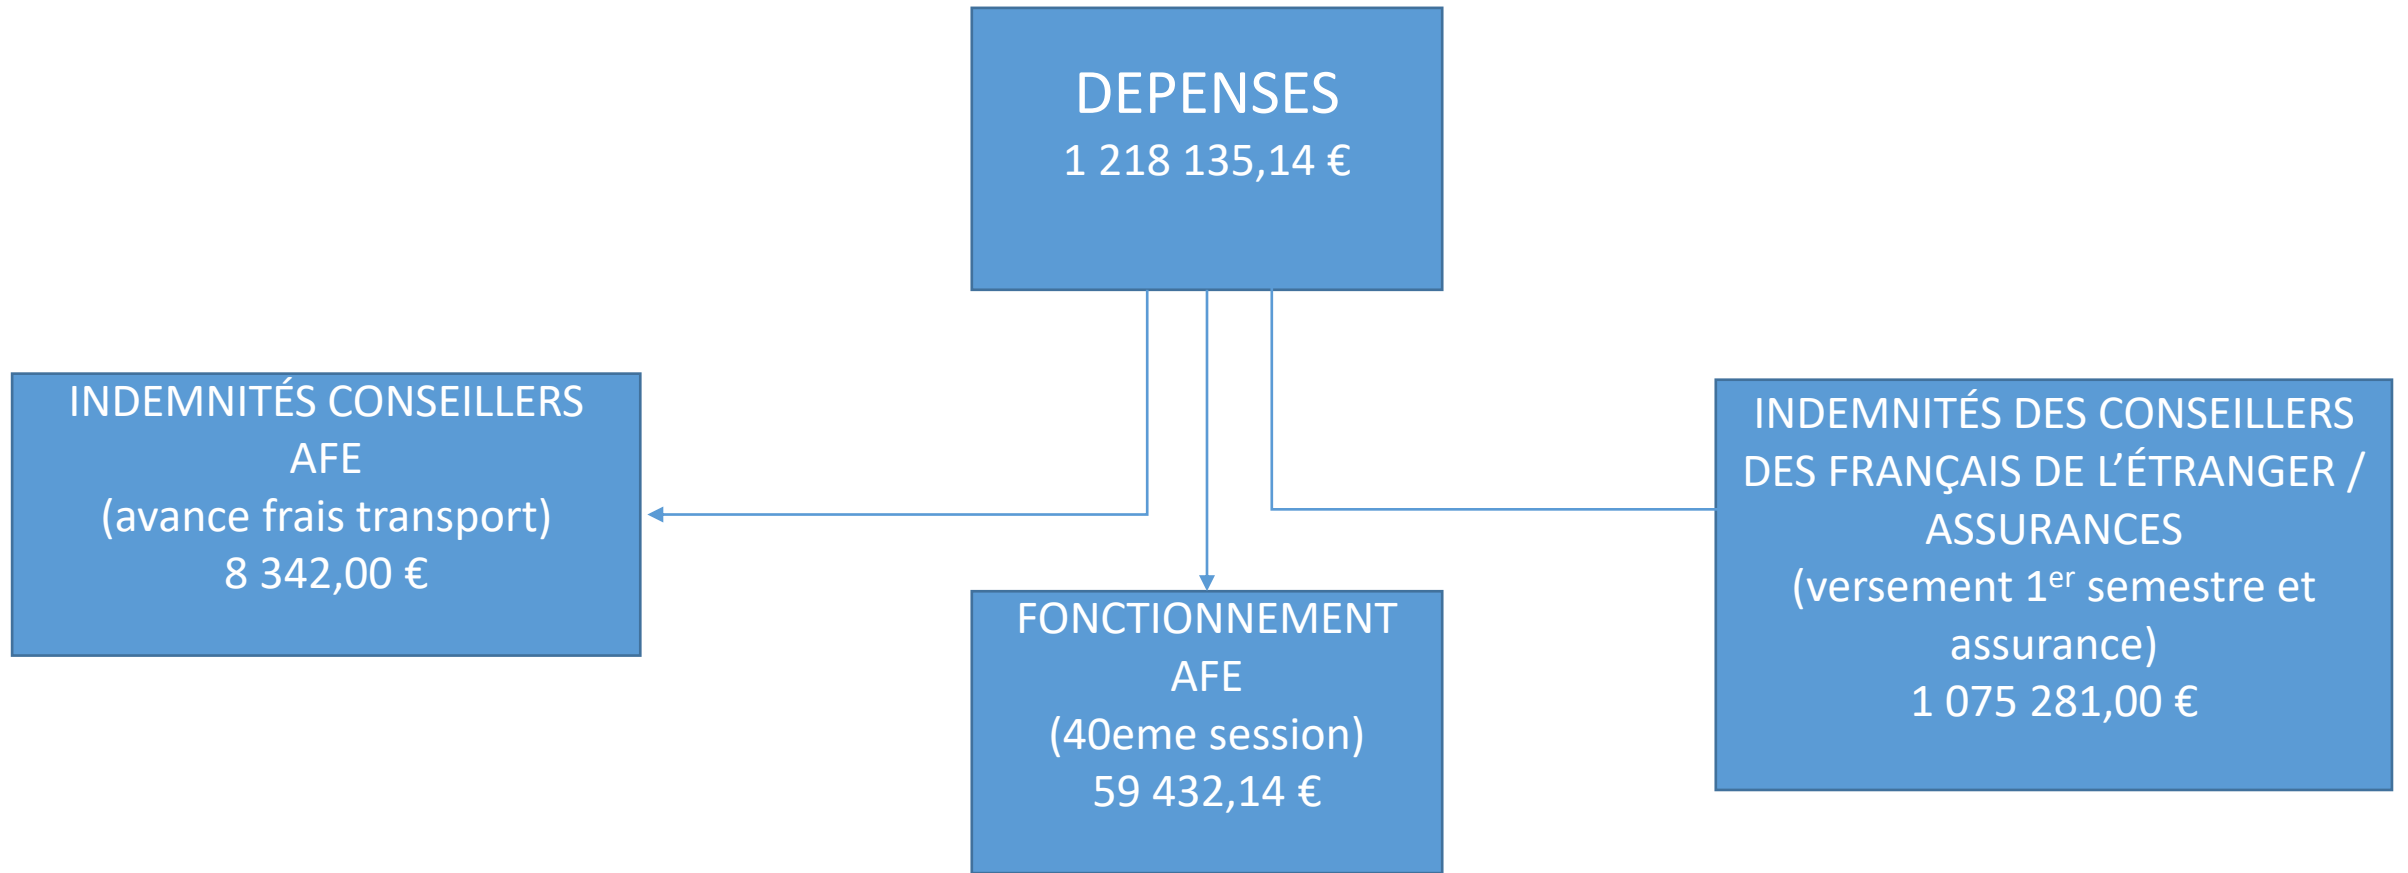 DEPENSES
1 218 135,14 €
INDEMNITÉS CONSEILLERS
AFE
(avance frais transport)
8 342,00 €
FONCTIONNEMENT
AFE
(40eme session)
59 432,14 €
INDEMNITÉS DES CONSEILLERS
DES FRANÇAIS DE L’ÉTRANGER /
ASSURANCES
(versement 1er semestre et
assurance)
1 075 281,00 €